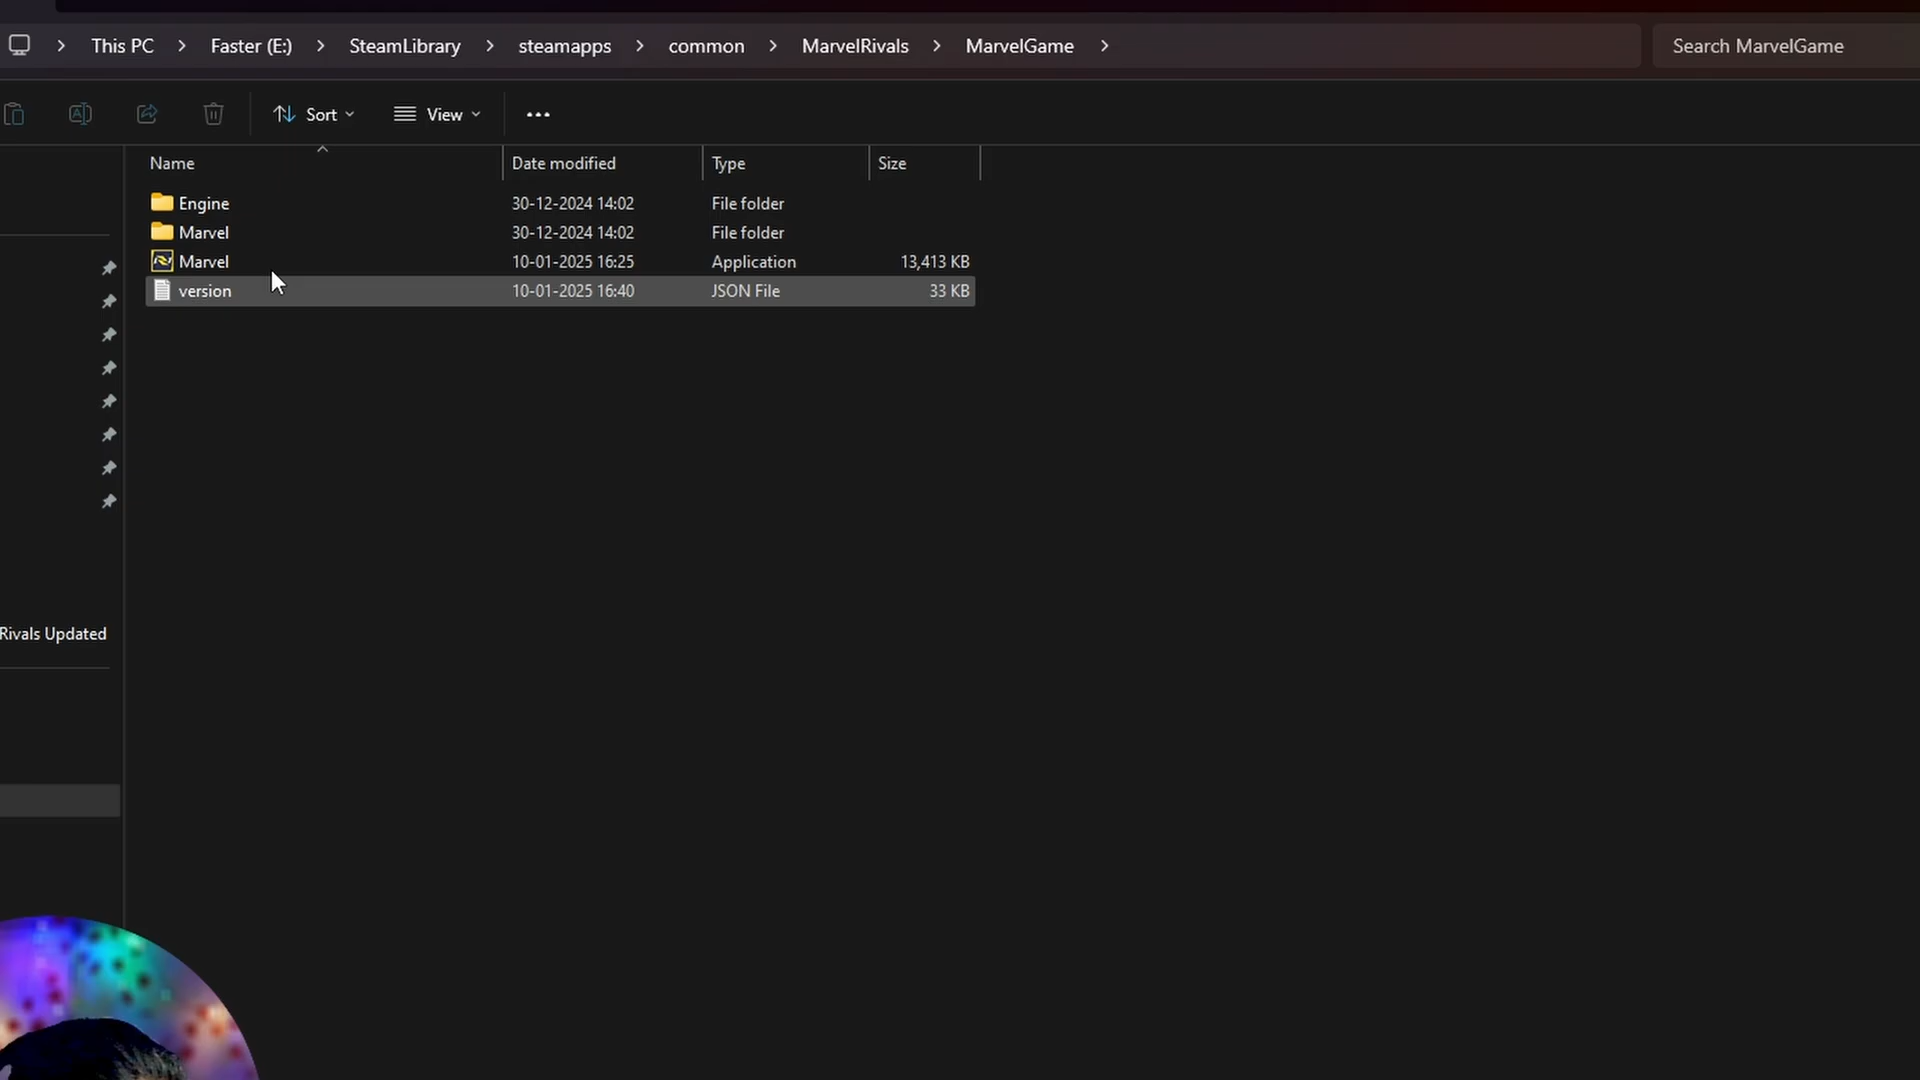 This PC > Faster (E:) > SteamLibrary > steamapps > common > MarvelRivals > MarvelGame >
Search MarvelGame
Sort
View
Name Date modified Type Size
Engine 30-12-2024 14:02 File folder
Marvel 30-12-2024 14:02 File folder
Marvel 10-01-2025 16:25 Application 13,413 KB
version 10-01-2025 16:40 JSON File 33 KB
Rivals Updated